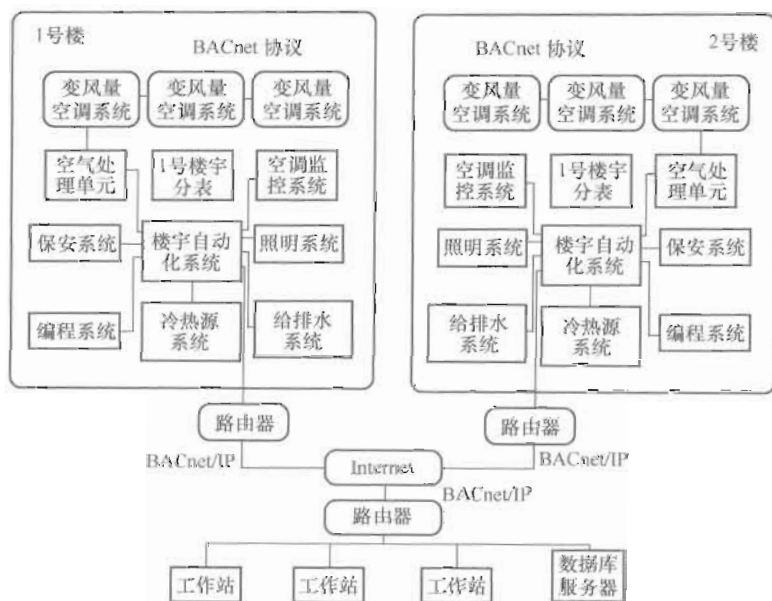 1号楼
BACnet 协议
变风量
空调系统
变风量
空调系统
变风量
空调系统
空气处
理单元
1号楼宇
分表
空调监
控系统
保安系统
楼宇自动
化系统
照明系统
编程系统
冷热源
系统
给排水
系统
BACnet 协议
2号楼
变风量
空调系统
变风量
空调系统
变风量
空调系统
空调监
控系统
1号楼宇
分表
空气处
理单元
照明系统
楼宇自动
化系统
保安系统
给排水
系统
冷热源
系统
编程系统
路由器
路由器
BACnet/IP
Internet
BACnet/IP
BACnet/IP
路由器
工作站
工作站
工作站
数据库
服务器